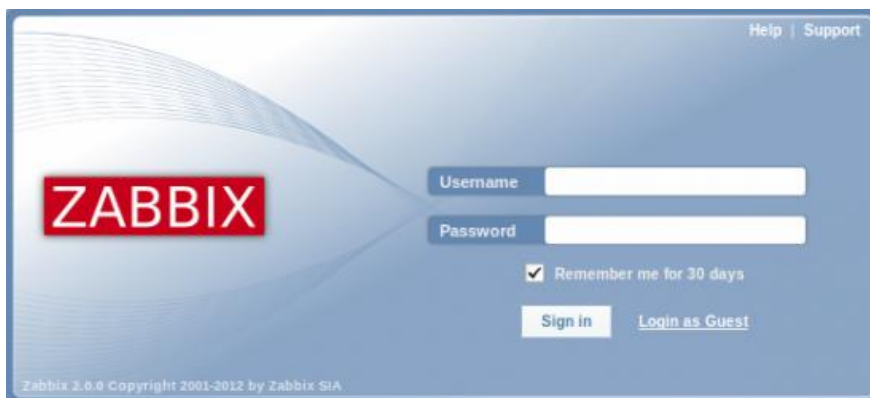 Help | Support
ZABBIX
Username
Password
Remember me for 30 days
Sign in Login as Guest
Zabbix 2.0.0 Copyright 2001-2012 by Zabbix SIA